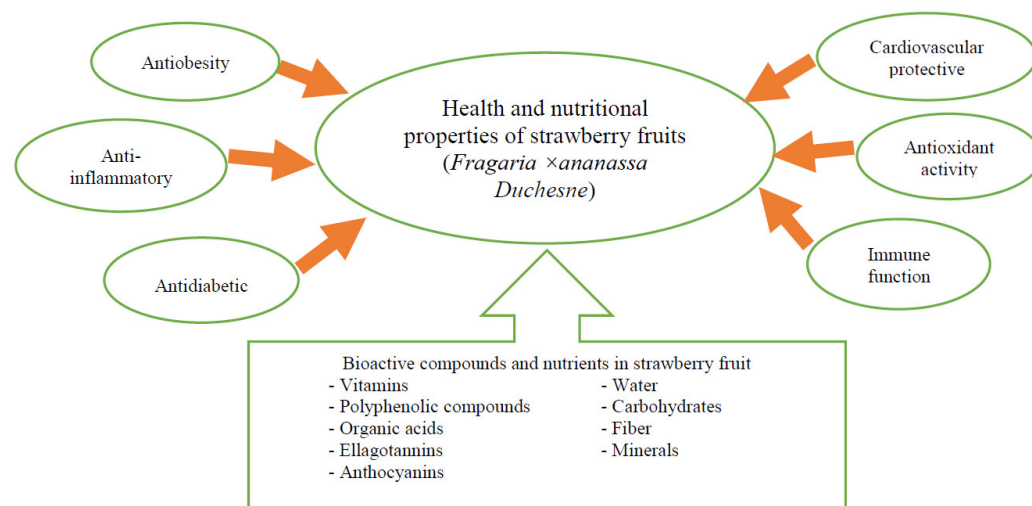 Antiobesity
Anti-
inflammatory
Antidiabetic
Health and nutritional
properties of strawberry fruits
(Fragaria ×ananassa
Duchesne)
Cardiovascular
protective
Antioxidant
activity
Immune
function
Bioactive compounds and nutrients in strawberry fruit
- Vitamins
- Polyphenolic compounds
- Organic acids
- Ellagotannins
- Anthocyanins
- Water
- Carbohydrates
- Fiber
- Minerals